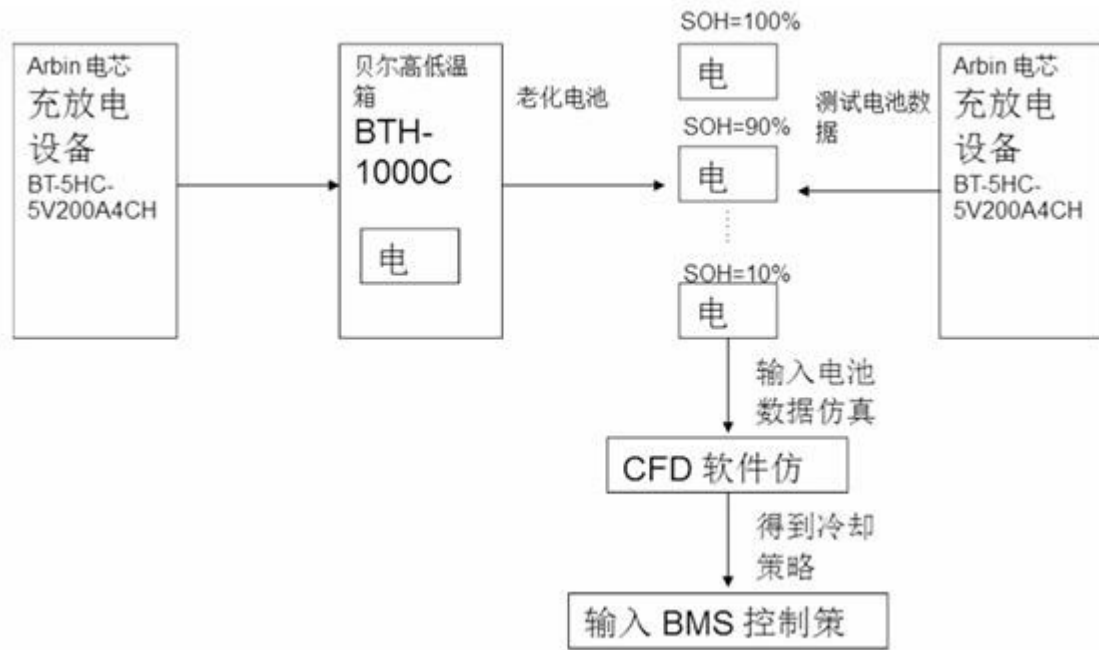 Arbin 电芯
充放电
设备
BT-5HC-
5V200A4CH
贝尔高低温
箱
BTH-
1000C
电
老化电池
SOH=100%
电
SOH=90%
电
SOH=10%
电
测试电池数
据
Arbin 电芯
充放电
设备
BT-5HC-
5V200A4CH
输入电池
数据仿真
CFD 软件仿
得到冷却
策略
输入 BMS 控制策